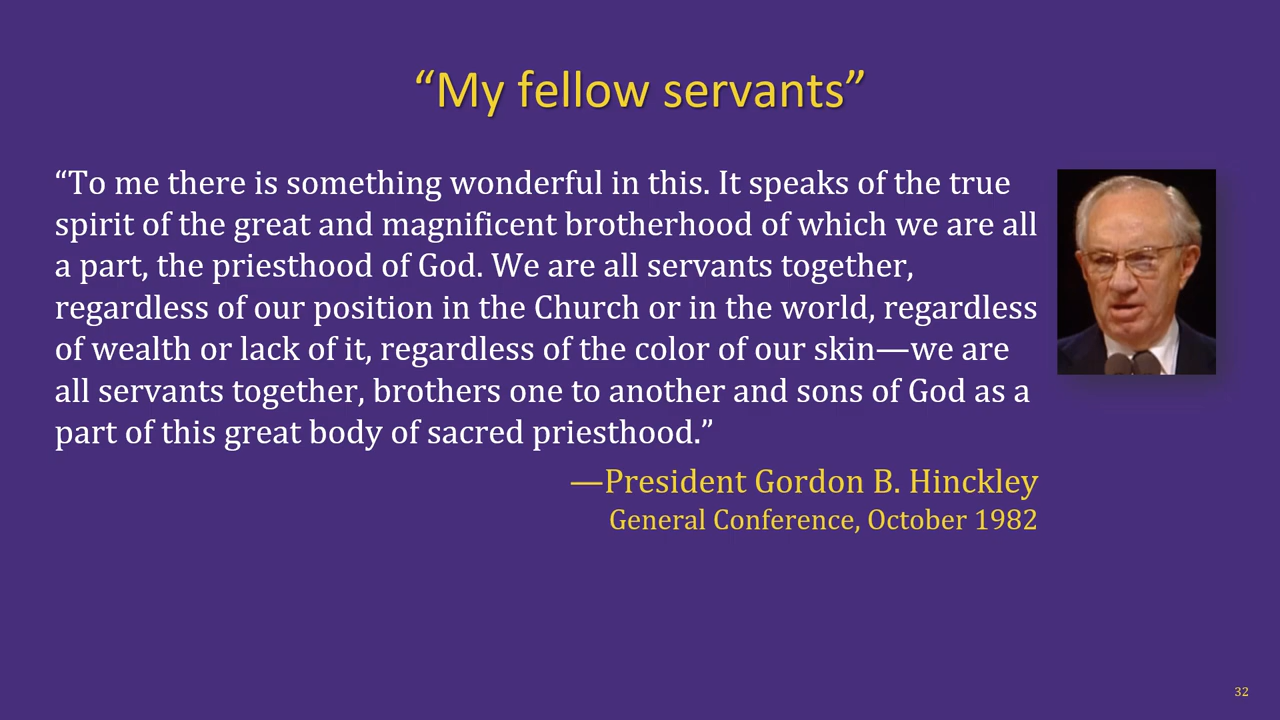 “My fellow servants”
“To me there is something wonderful in this. It speaks of the true
spirit of the great and magnificent brotherhood of which we are all
a part, the priesthood of God. We are all servants together,
regardless of our position in the Church or in the world, regardless
of wealth or lack of it, regardless of the color of our skin—we are
all servants together, brothers one to another and sons of God as a
part of this great body of sacred priesthood.”
—President Gordon B. Hinckley
General Conference, October 1982
32